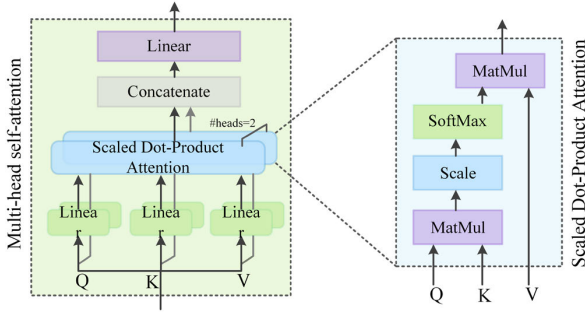 Multi-head self-attention
Linear
Concatenate
#heads=2
Scaled Dot-Product
Attention
Linea
r
Linea
r
Linea
r
Q
K
V
MatMul
SoftMax
Scale
MatMul
Q
K
V
Scaled Dot-Product Attention